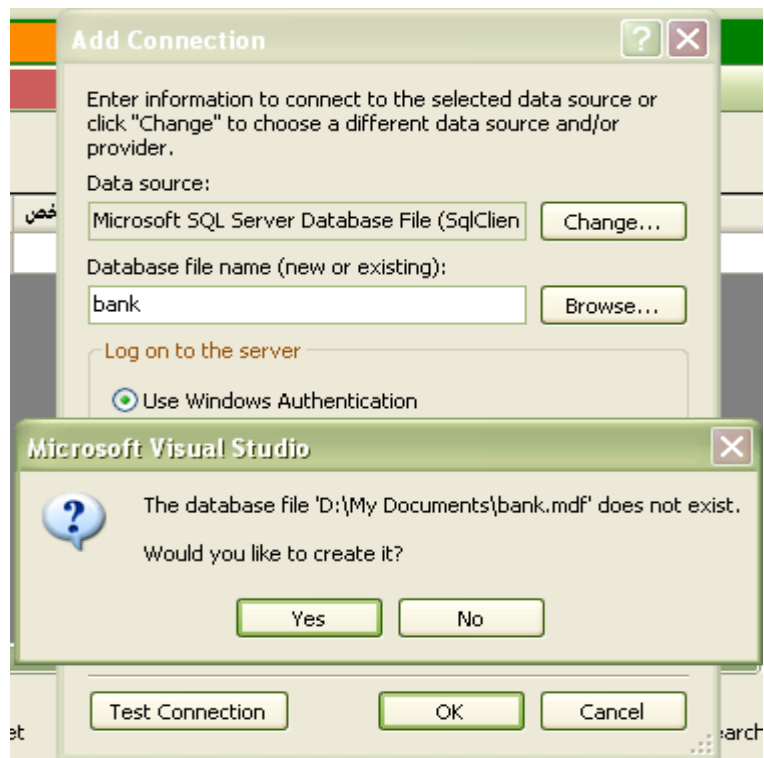 Add Connection
Enter information to connect to the selected data source or
click "Change" to choose a different data source and/or
provider.
Data source:
Microsoft SQL Server Database File (SqlClien
Change...
Database file name (new or existing):
bank
Browse...
Log on to the server
Use Windows Authentication
Microsoft Visual Studio
The database file 'D:\My Documents\bank.mdf' does not exist.
Would you like to create it?
Yes
No
Test Connection
OK
Cancel